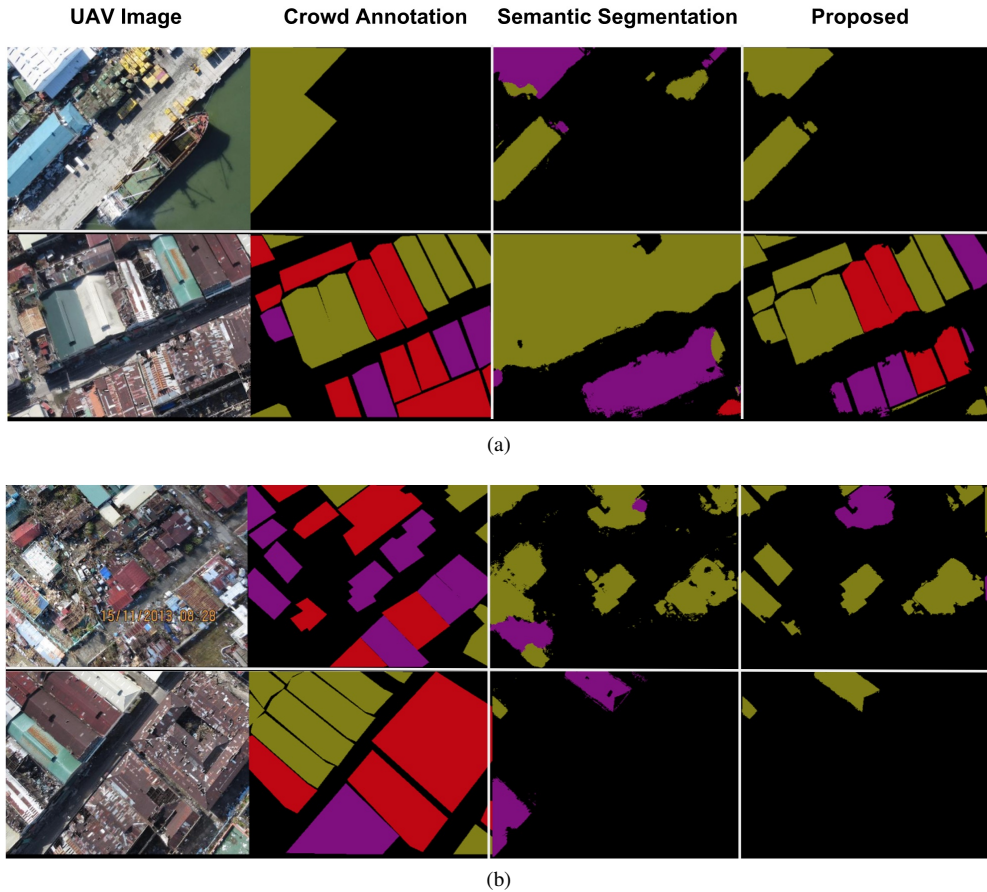 UAV Image Crowd Annotation Semantic Segmentation Proposed
(a)
15/11/2013 08:28
(b)